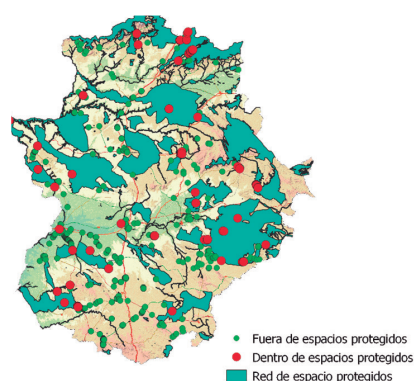 Fuera de espacios protegidos
Dentro de espacios protegidos
Red de espacio protegidos